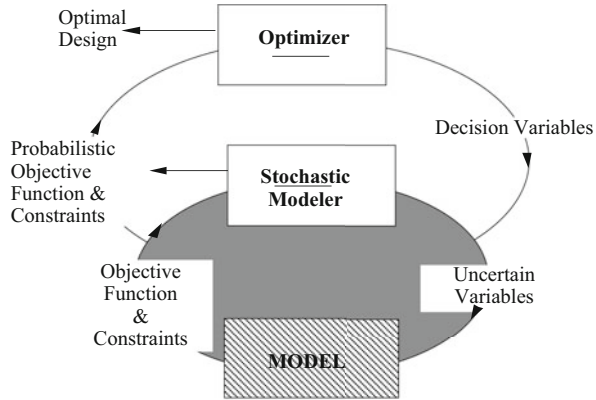 Optimal
Design
Optimizer
Decision Variables
Probabilistic
Objective
Function &
Constraints
Stochastic
Modeler
Objective
Function
&
Constraints
Uncertain
Variables
MODEL